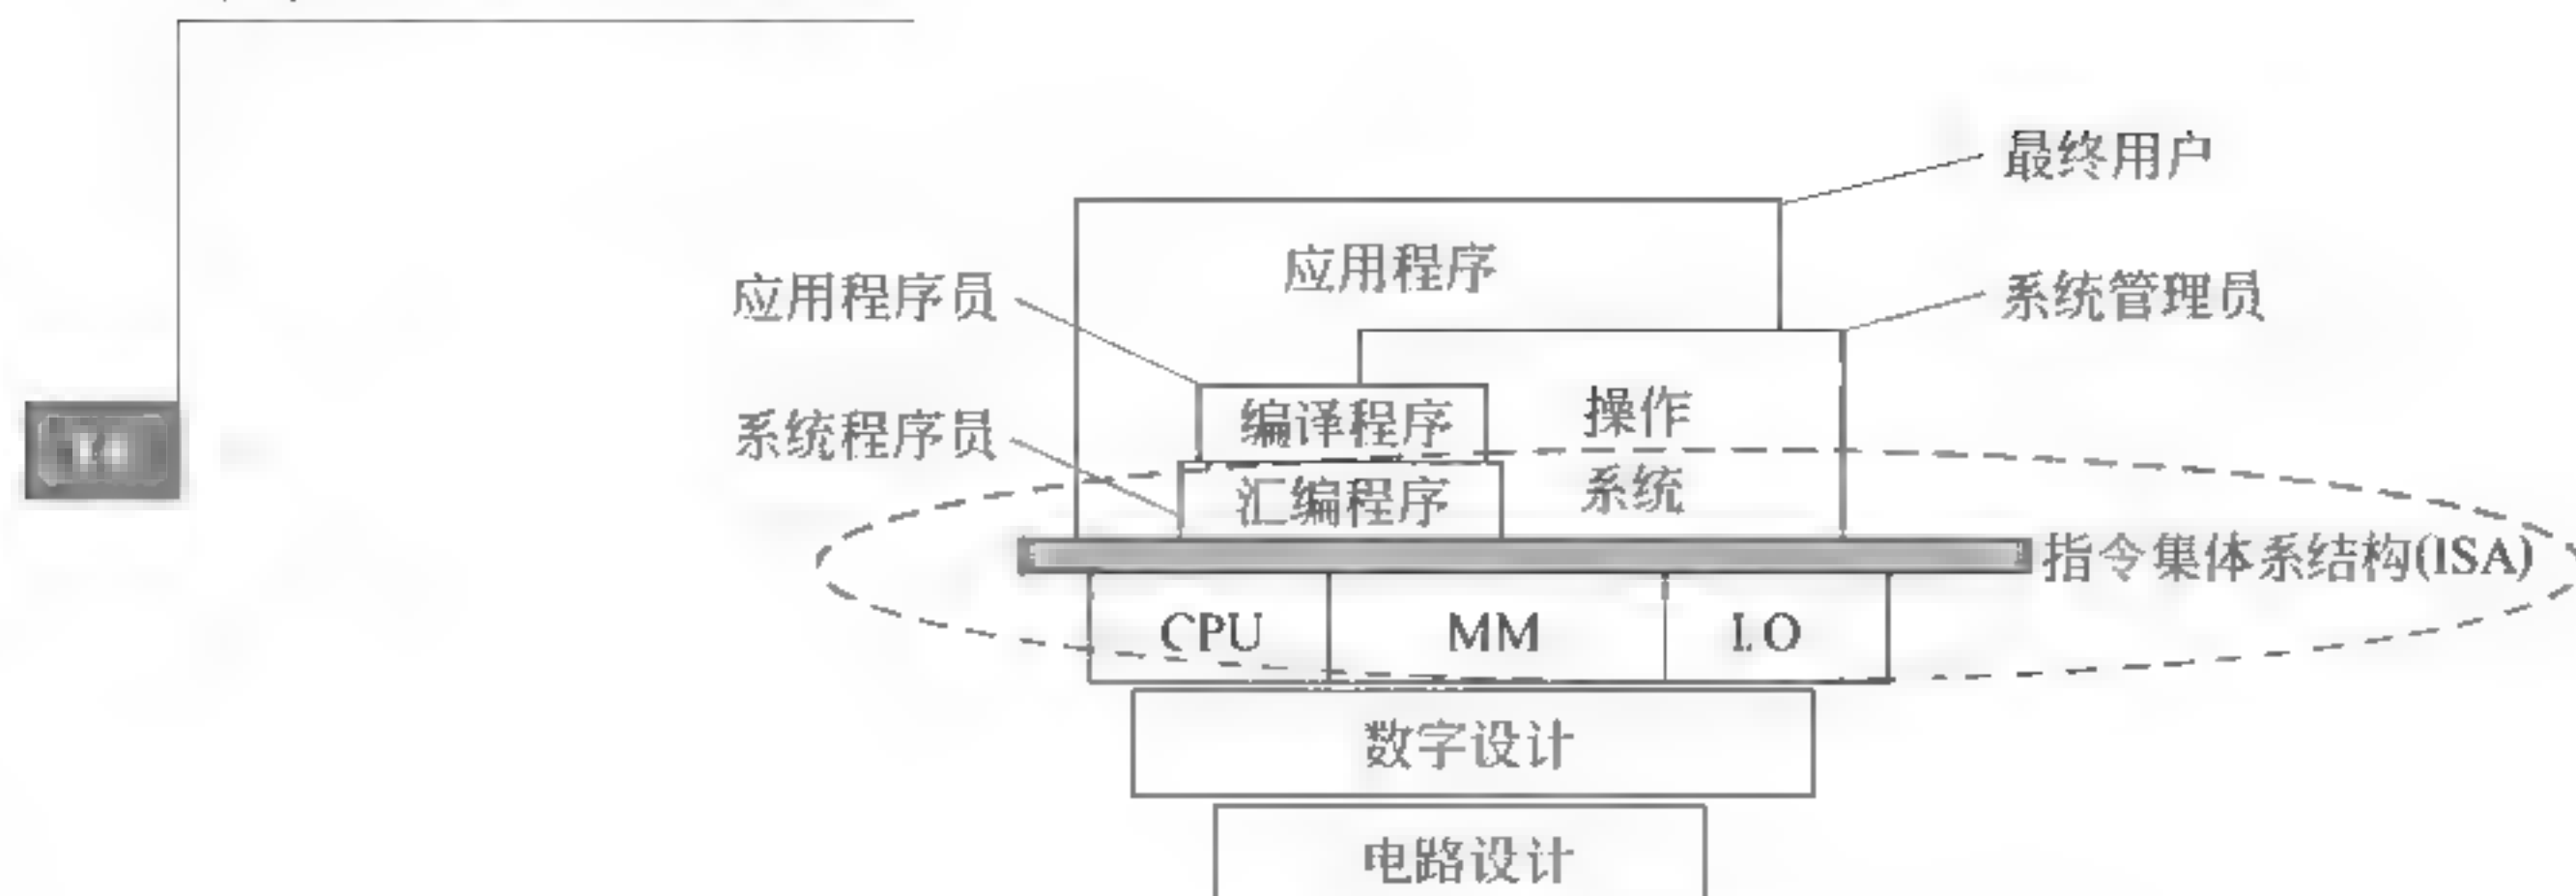 最终用户
应用程序
应用程序员
系统管理员
编译程序
操作
系统程序员
系统
汇编程序
指令集体系结构(ISA)
CPU
MM
I/O
数字设计
电路设计